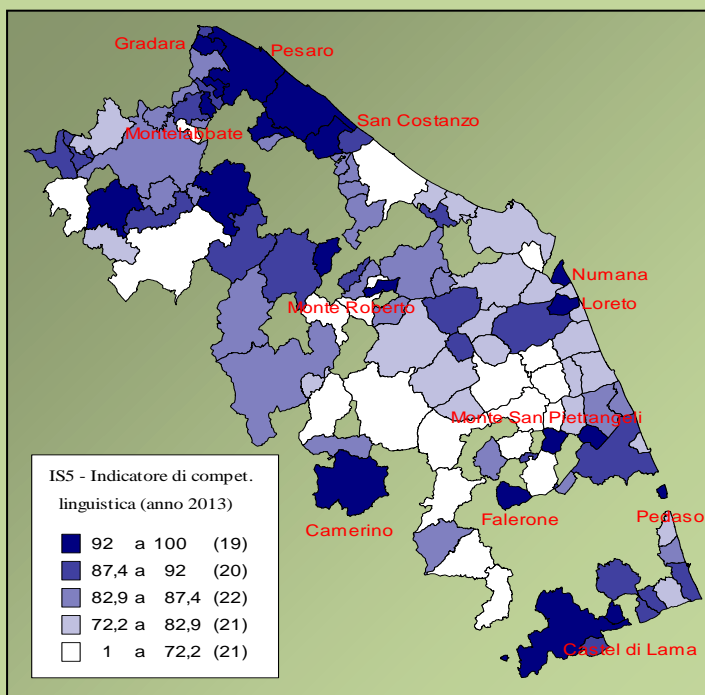 Gradara
Pesaro
San Costanzo
Montelabbate
Numana
Loreto
Monte Roberto
Monte San Pietrangeli
Camerino
Falerone
Pedaso
Castel di Lama
IS5 - Indicatore di compet.
linguistica (anno 2013)
92 a 100 (19)
87,4 a 92 (20)
82,9 a 87,4 (22)
72,2 a 82,9 (21)
1 a 72,2 (21)